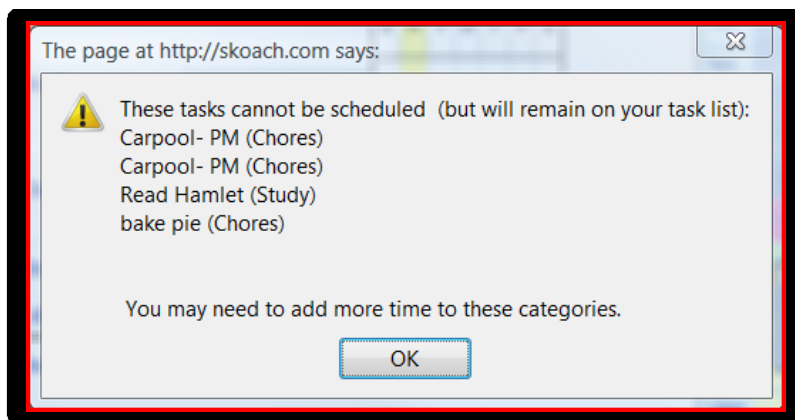 The page at http://skoach.com says:
These tasks cannot be scheduled  (but will remain on your task list):
Carpool- PM (Chores)
Carpool- PM (Chores)
Read Hamlet (Study)
bake pie (Chores)
You may need to add more time to these categories.
OK